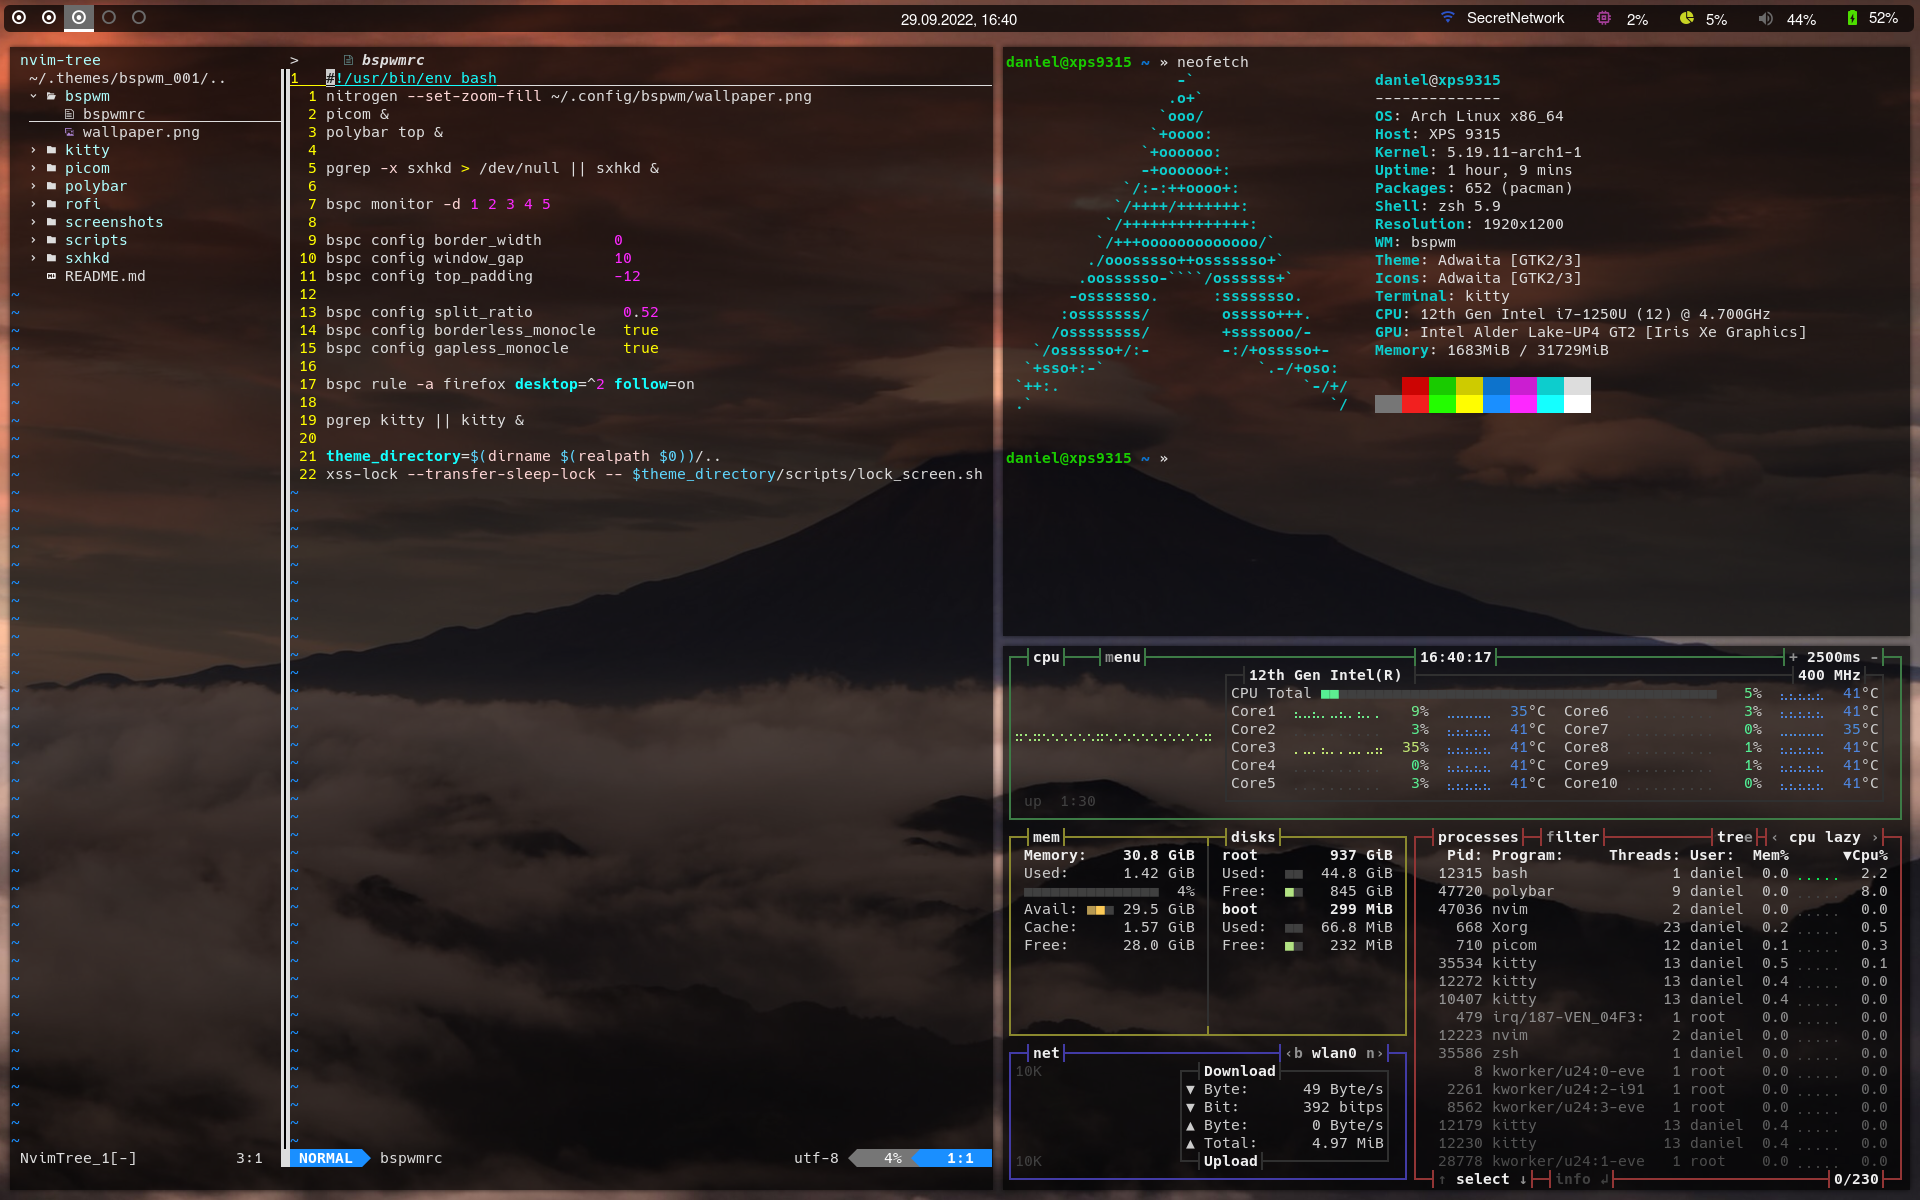 29.09.2022, 16:40
SecretNetwork 2% 5% 44% 52%
nvim-tree
~/.themes/bspwm_001/..
bspwm
bspwmrc
wallpaper.png
kitty
picom
polybar
rofi
screenshots
scripts
sxhkd
README.md
NvimTree_1[-] 3:1
> bspwmrc
1 #!/usr/bin/env bash
1 nitrogen --set-zoom-fill ~/.config/bspwm/wallpaper.png
2 picom &
3 polybar top &
4
5 pgrep -x sxhkd > /dev/null || sxhkd &
6
7 bspc monitor -d 1 2 3 4 5
8
9 bspc config border_width 0
10 bspc config window_gap 10
11 bspc config top_padding -12
12
13 bspc config split_ratio 0.52
14 bspc config borderless_monocle true
15 bspc config gapless_monocle true
16
17 bspc rule -a firefox desktop=^2 follow=on
18
19 pgrep kitty || kitty &
20
21 theme_directory=$(dirname $(realpath $0))/..
22 xss-lock --transfer-sleep-lock -- $theme_directory/scripts/lock_screen.sh
NORMAL bspwmrc utf-8 4% 1:1
daniel@xps9315 ~ » neofetch
-`
.o+`
`ooo/
`+oooo:
`+oooooo:
-+oooooo+:
`/:-:++oooo+:
`/++++/+++++++:
`/++++++++++++++:
`/+++ooooooooooooo/`
./ooosssso++osssssso+`
.oossssso-````/ossssss+`
-osssssso. :ssssssso.
:osssssss/ osssso+++.
/ossssssss/ +ssssooo/-
`/ossssso+/:- -:/+osssso+-
`+sso+:-` `.-/+oso:
`++:. `-/+/
.` `/
daniel@xps9315
--------------
OS: Arch Linux x86_64
Host: XPS 9315
Kernel: 5.19.11-arch1-1
Uptime: 1 hour, 9 mins
Packages: 652 (pacman)
Shell: zsh 5.9
Resolution: 1920x1200
WM: bspwm
Theme: Adwaita [GTK2/3]
Icons: Adwaita [GTK2/3]
Terminal: kitty
CPU: 12th Gen Intel i7-1250U (12) @ 4.700GHz
GPU: Intel Alder Lake-UP4 GT2 [Iris Xe Graphics]
Memory: 1683MiB / 31729MiB
daniel@xps9315 ~ »
cpu menu 16:40:17 + 2500ms -
12th Gen Intel(R) 400 MHz
CPU Total 5% 41°C
Core1 9% 35°C Core6 3% 41°C
Core2 3% 41°C Core7 0% 35°C
Core3 35% 41°C Core8 1% 41°C
Core4 0% 41°C Core9 1% 41°C
Core5 3% 41°C Core10 0% 41°C
up 1:30
mem
Memory: 30.8 GiB
Used: 1.42 GiB
4%
Avail: 29.5 GiB
Cache: 1.57 GiB
Free: 28.0 GiB
disks
root 937 GiB
Used: 44.8 GiB
Free: 845 GiB
boot 299 MiB
Used: 66.8 MiB
Free: 232 MiB
net ‹b wlan0 n›
10K
Download
▼ Byte: 49 Byte/s
▼ Bit: 392 bitps
▲ Byte: 0 Byte/s
▲ Total: 4.97 MiB
Upload
10K
processes filter tree ‹ cpu lazy ›
Pid: Program: Threads: User: Mem% ▼Cpu%
12315 bash 1 daniel 0.0 2.2
47720 polybar 9 daniel 0.0 8.0
47036 nvim 2 daniel 0.0 0.0
668 Xorg 23 daniel 0.2 0.5
710 picom 12 daniel 0.1 0.3
35534 kitty 13 daniel 0.5 0.1
12272 kitty 13 daniel 0.4 0.0
10407 kitty 13 daniel 0.4 0.0
479 irq/187-VEN_04F3: 1 root 0.0 0.0
12223 nvim 2 daniel 0.0 0.0
35586 zsh 1 daniel 0.0 0.0
8 kworker/u24:0-eve 1 root 0.0 0.0
2261 kworker/u24:2-i91 1 root 0.0 0.0
8562 kworker/u24:3-eve 1 root 0.0 0.0
12179 kitty 13 daniel 0.4 0.0
12230 kitty 13 daniel 0.4 0.0
28778 kworker/u24:1-eve 1 root 0.0 0.0
↑ select ↓ info ↲ 0/230